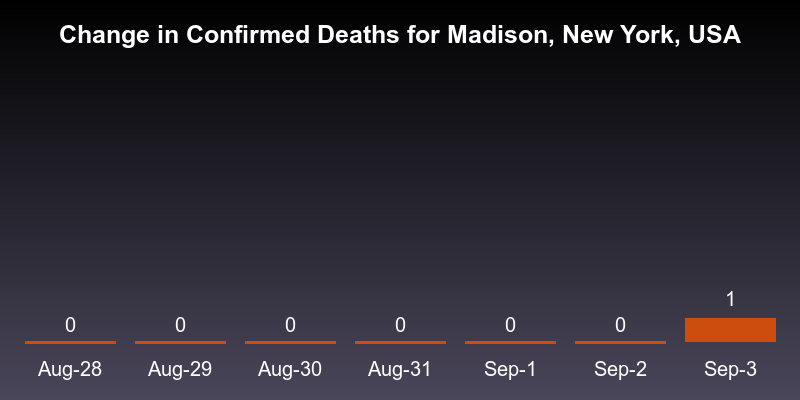 Change in Confirmed Deaths for Madison, New York, USA
0 0 0 0 0 0 1
Aug-28 Aug-29 Aug-30 Aug-31 Sep-1 Sep-2 Sep-3